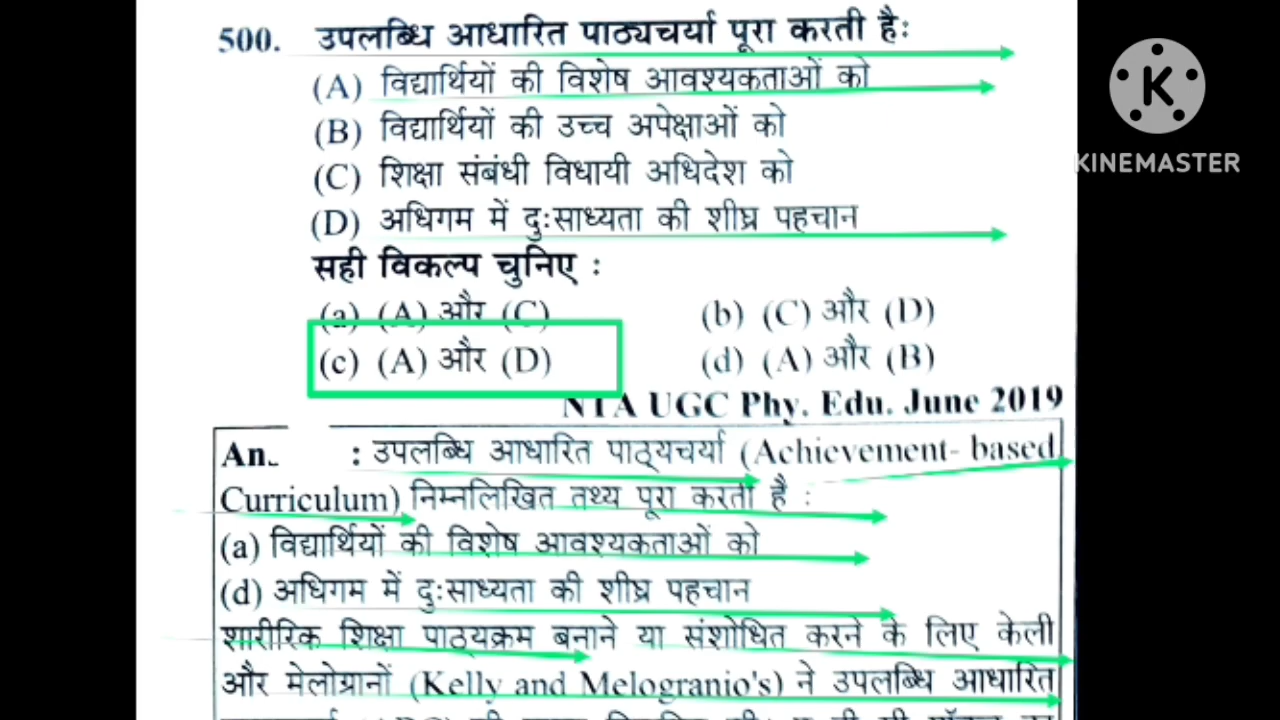 500. उपलब्धि आधारित पाठ्यचर्या पूरा करती है:
(A) विद्यार्थियों की विशेष आवश्यकताओं को
(B) विद्यार्थियों की उच्च अपेक्षाओं को
(C) शिक्षा संबंधी विधायी अधिदेश को
(D) अधिगम में दुःसाध्यता की शीघ्र पहचान
सही विकल्प चुनिए :
(a) (A) और (C) (b) (C) और (D)
(c) (A) और (D) (d) (A) और (B)
NTA UGC Phy. Edu. June 2019
An. : उपलब्धि आधारित पाठ्यचर्या (Achievement- based
Curriculum) निम्नलिखित तथ्य पूरा करती है :
(a) विद्यार्थियों की विशेष आवश्यकताओं को
(d) अधिगम में दुःसाध्यता की शीघ्र पहचान
शारीरिक शिक्षा पाठ्यक्रम बनाने या संशोधित करने के लिए केली
और मेलोग्रानों (Kelly and Melogranio's) ने उपलब्धि आधारित
K
KINEMASTER